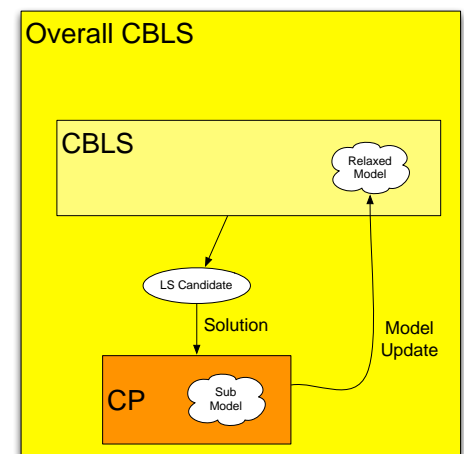 Overall CBLS
CBLS
Relaxed
Model
LS Candidate
Solution
Model
Update
CP
Sub
Model